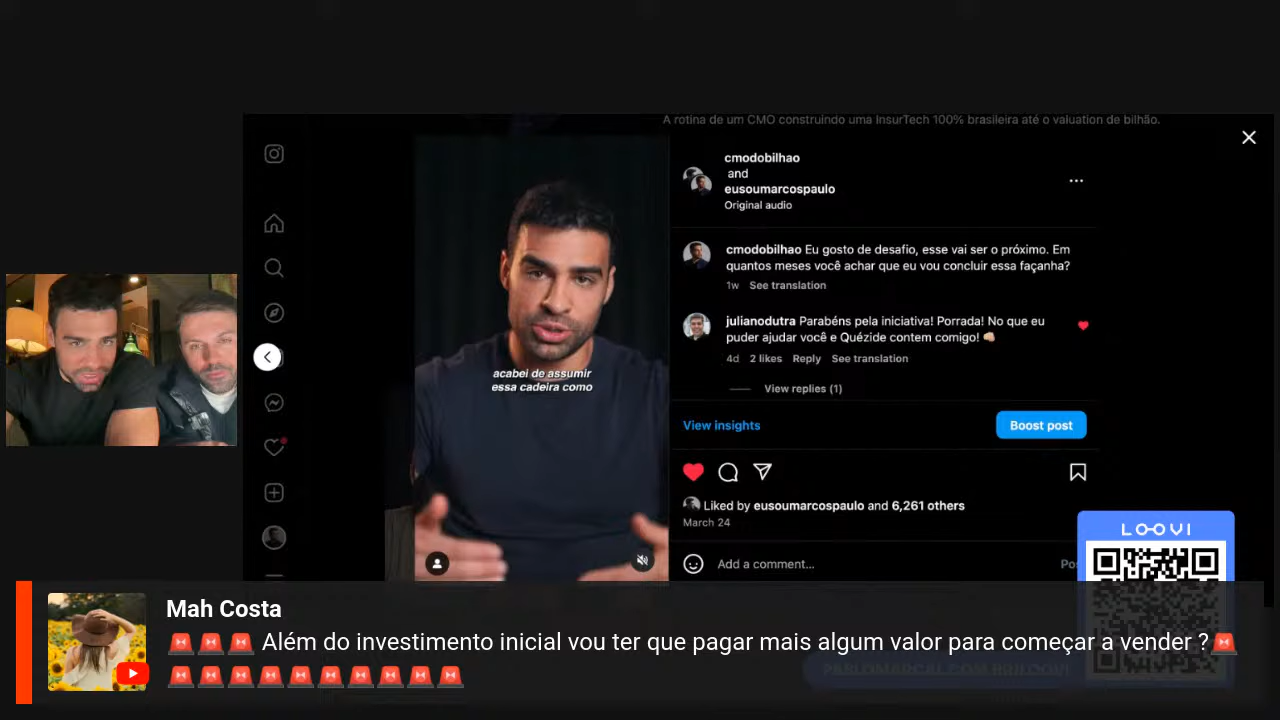 A rotina de um CMO construindo uma InsurTech 100% brasileira até o valuation de bilhão.
cmodobilhao
and
eusoumarcospaulo
Original audio
cmodobilhao Eu gosto de desafio, esse vai ser o próximo. Em
quantos meses você achar que eu vou concluir essa façanha?
1w See translation
julianodutra Parabéns pela iniciativa! Porrada! No que eu
puder ajudar você e Quézide contem comigo! 👊🏼
4d 2 likes Reply See translation
View replies (1)
acabei de assumir
essa cadeira como
View insights
Boost post
Liked by eusoumarcospaulo and 6,261 others
March 24
Add a comment...
LOOVI
Mah Costa
🚨🚨🚨 Além do investimento inicial vou ter que pagar mais algum valor para começar a vender ?🚨
🚨🚨🚨🚨🚨🚨🚨🚨🚨🚨